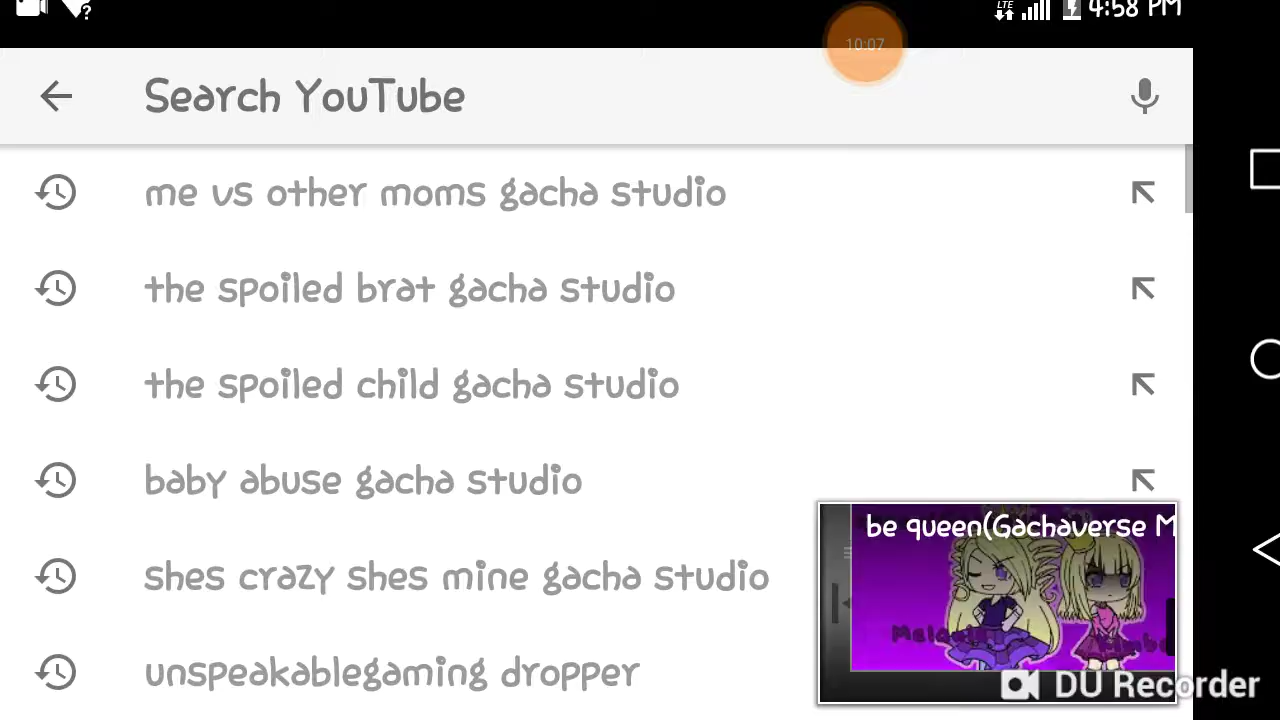 LTE 4:58 PM
10:07
Search YouTube
me vs other moms gacha studio
the spoiled brat gacha studio
the spoiled child gacha studio
baby abuse gacha studio
be queen(Gachaverse M
shes crazy shes mine gacha studio
unspeakablegaming dropper
DU Recorder